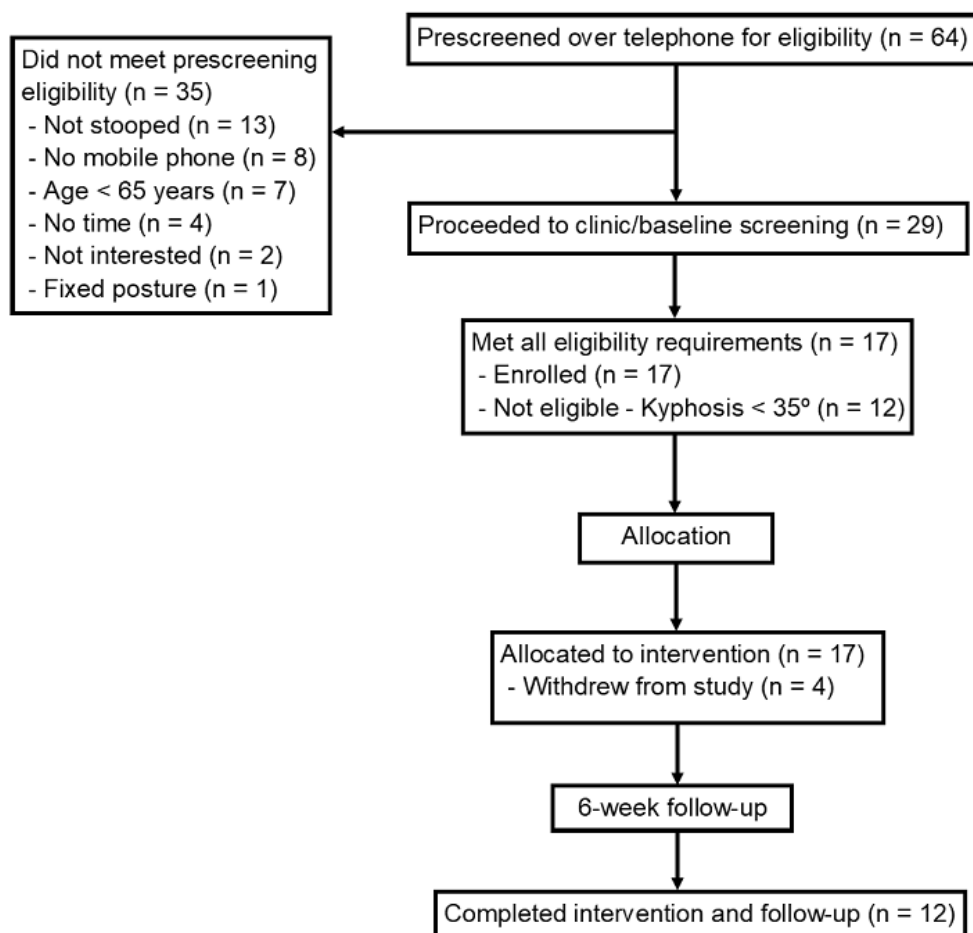 Prescreened over telephone for eligibility (n = 64)
Did not meet prescreening
eligibility (n = 35)
- Not stooped (n = 13)
- No mobile phone (n = 8)
- Age < 65 years (n = 7)
- No time (n = 4)
- Not interested (n = 2)
- Fixed posture (n = 1)
Proceeded to clinic/baseline screening (n = 29)
Met all eligibility requirements (n = 17)
- Enrolled (n = 17)
- Not eligible - Kyphosis < 35º (n = 12)
Allocation
Allocated to intervention (n = 17)
- Withdrew from study (n = 4)
6-week follow-up
Completed intervention and follow-up (n = 12)